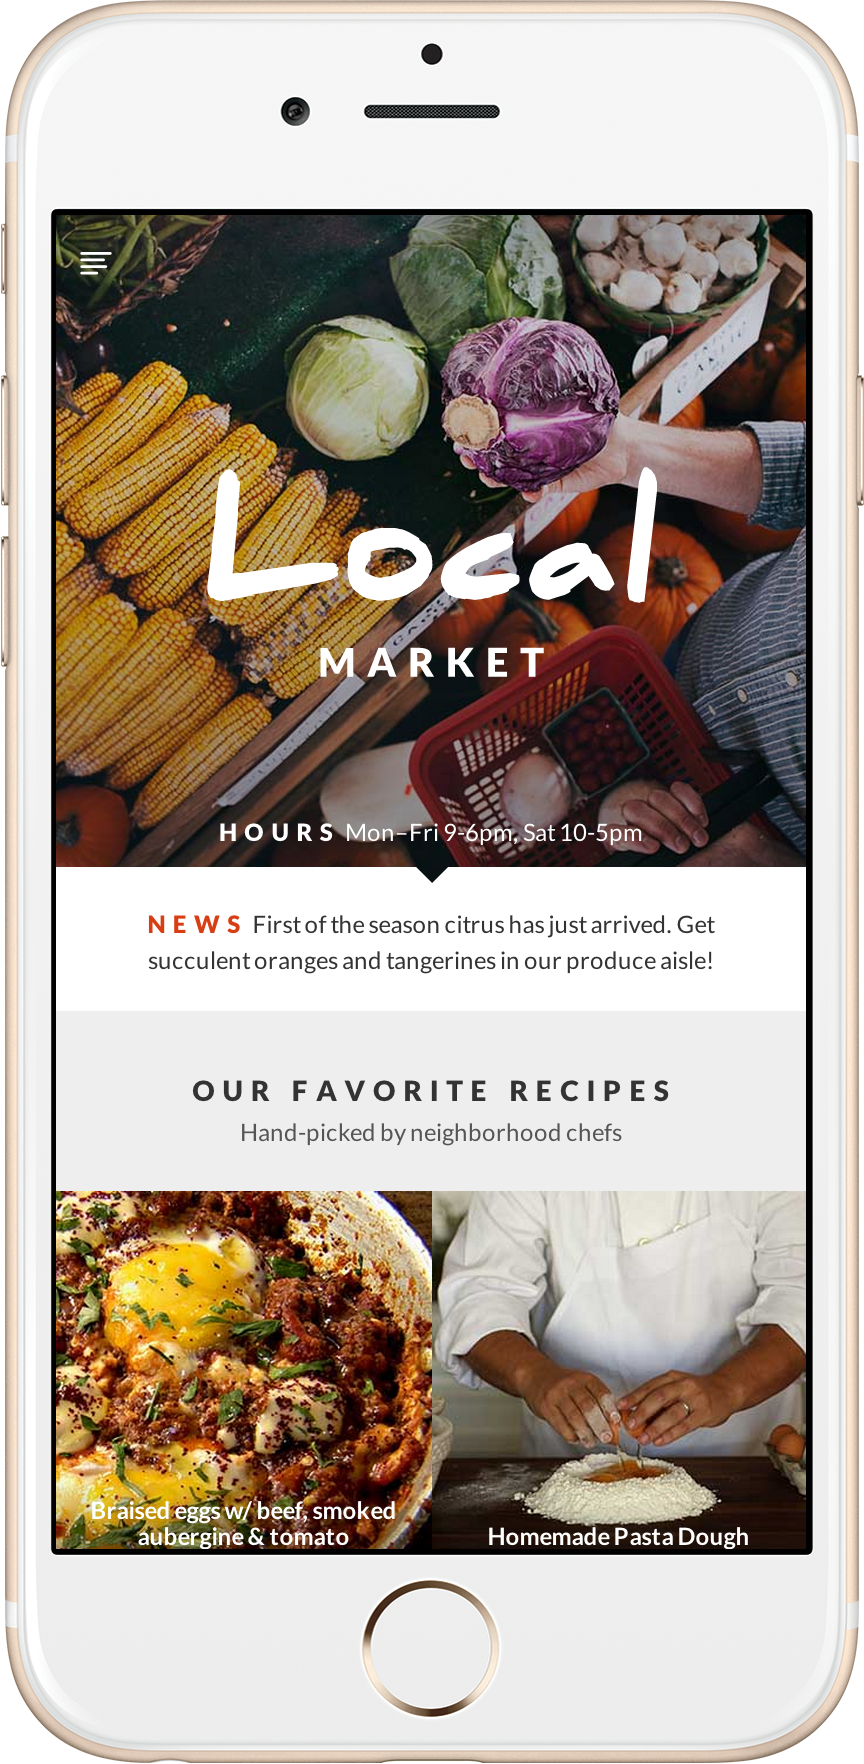 Local
MARKET
HOURS Mon–Fri 9-6pm, Sat 10-5pm
NEWS First of the season citrus has just arrived. Get
succulent oranges and tangerines in our produce aisle!
OUR FAVORITE RECIPES
Hand-picked by neighborhood chefs
Braised eggs w/ beef, smoked
aubergine & tomato
Homemade Pasta Dough